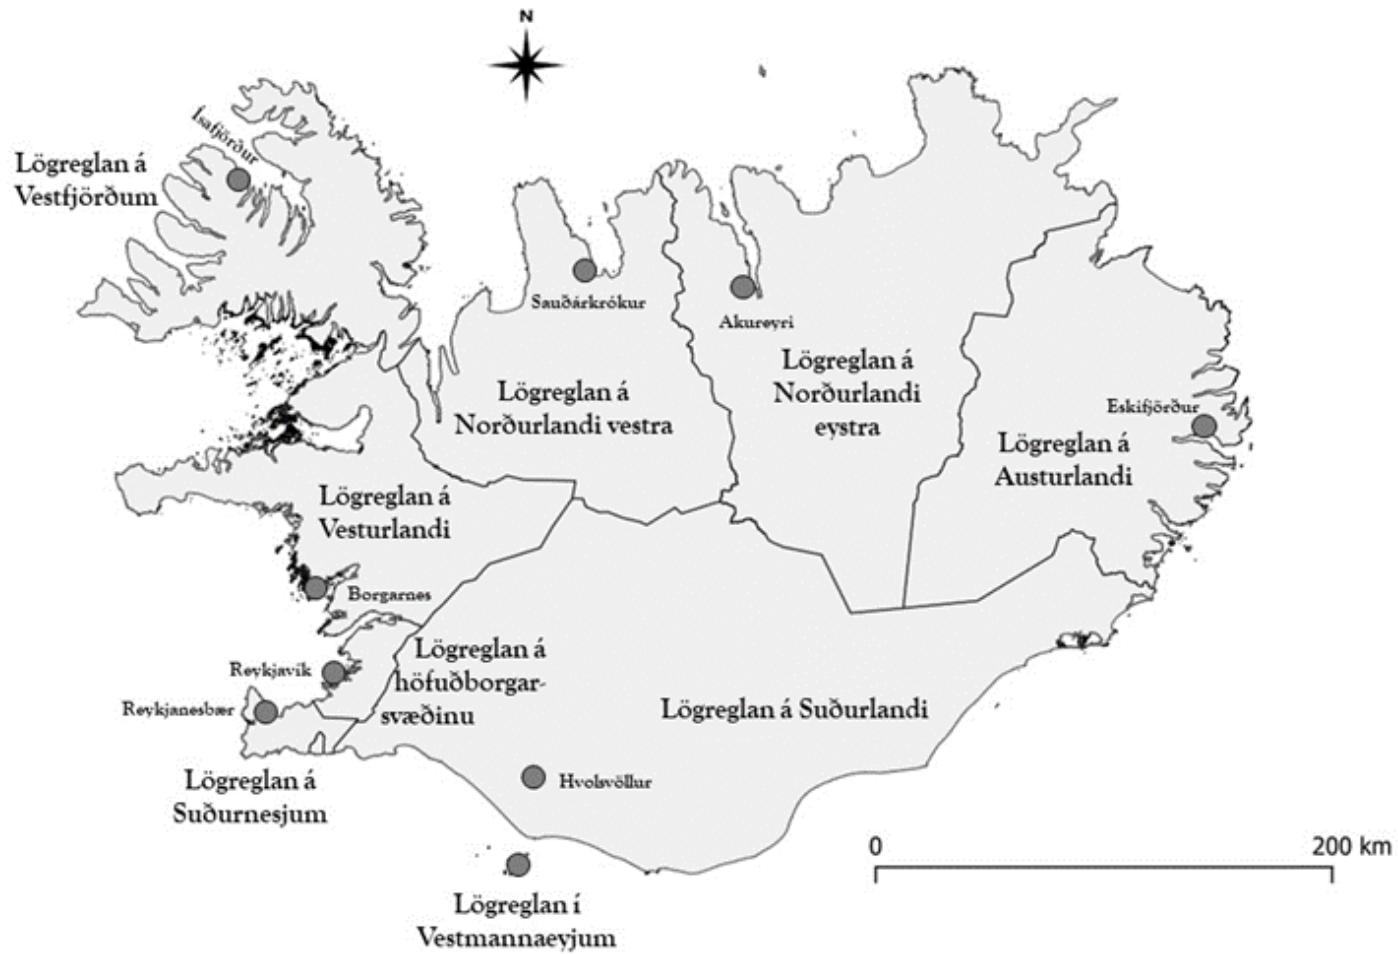 N
Ísafjörður
Lögreglan á
Vestfjörðum
Sauðárkrókur
Akureyri
Lögreglan á
Norðurlandi
eystra
Lögreglan á
Norðurlandi vestra
Eskifjörður
Lögreglan á
Austurlandi
Lögreglan á
Vesturlandi
Borgarnes
Lögreglan á
höfuðborgar-
svæðinu
Reykjavík
Reykjanesbær
Lögreglan á Suðurlandi
Lögreglan á
Suðurnesjum
Hvolsvöllur
0 200 km
Lögreglan í
Vestmannaeyjum